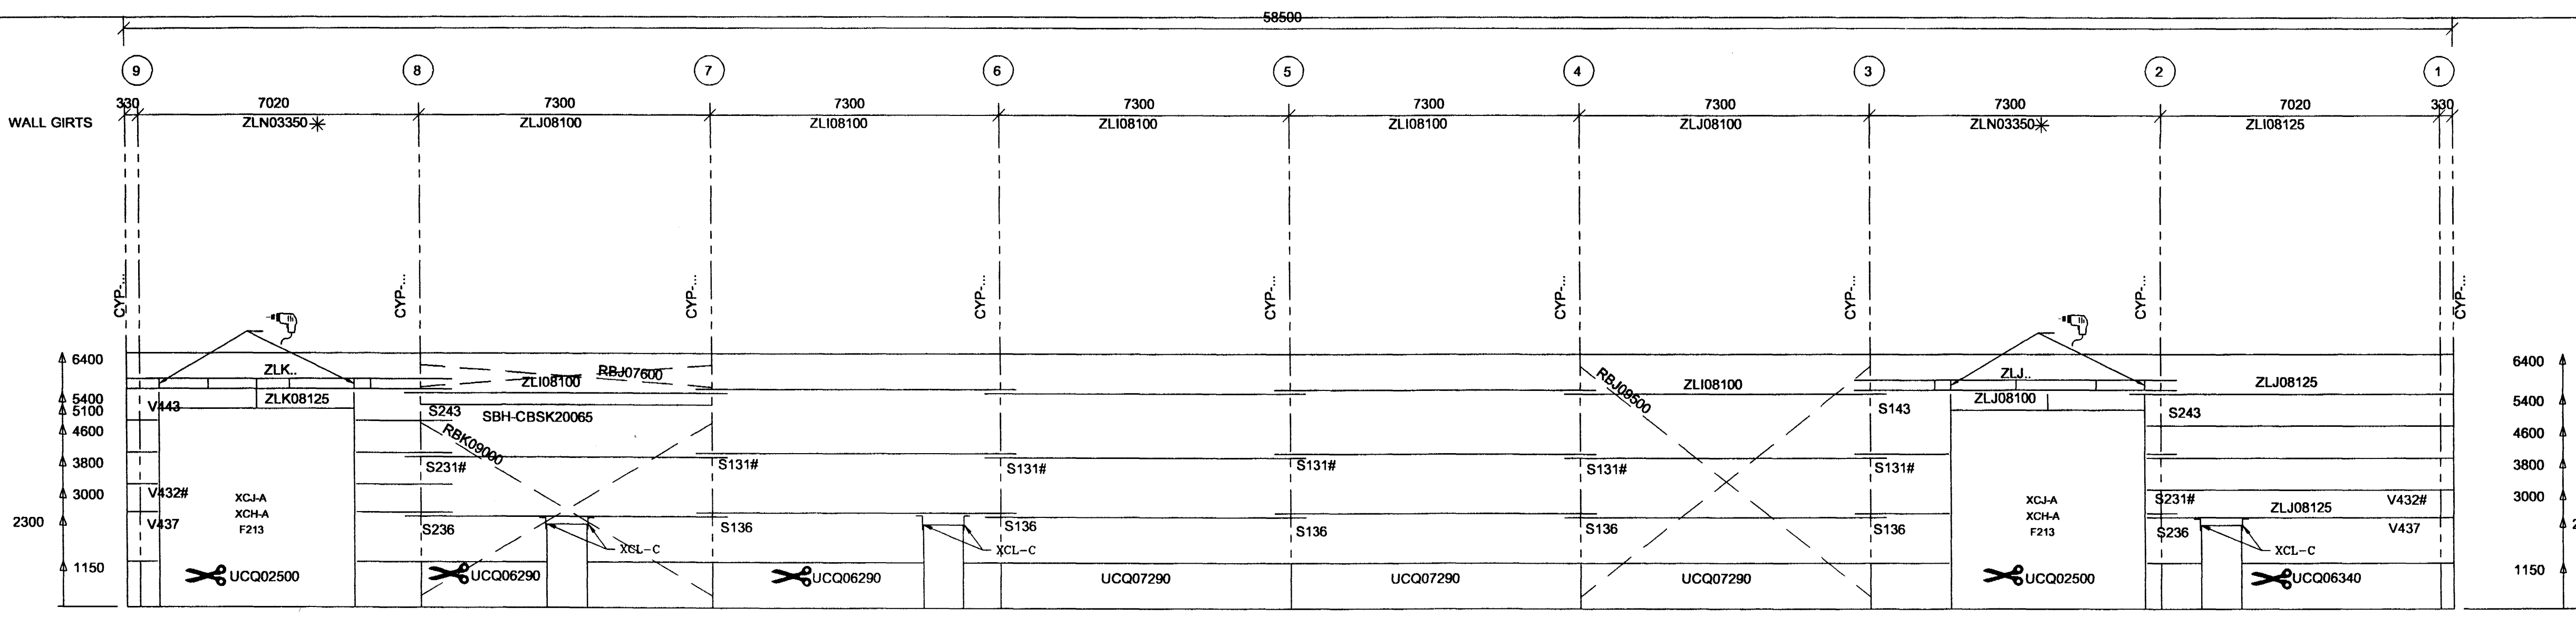 58500
9 8 7 6 5 4 3 2 1
330 7020 7300 7300 7300 7300 7300 7300 7020 330
WALL GIRTS ZLN03350 ZLJ08100 ZLI08100 ZLI08100 ZLI08100 ZLJ08100 ZLN03350 ZLI08125
CYP-... CYP-... CYP-... CYP-... CYP-... CYP-... CYP-... CYP-... CYP-...
6400 6400
ZLK.. RBJ07600 ZLJ..
ZLI08100 RBJ09500 ZLI08100 ZLJ08125
5400 ZLK08125 ZLJ08100 5400
5100 V443 S243 SBH-CBSK20065 S143 S243
4600 RBK09000 4600
3800 S231# S131# S131# S131# S131# S131# 3800
3000 V432# XCJ-A XCJ-A S231# V432# 3000
XCH-A XCH-A ZLJ08125
2300 V437 F213 S236 S136 S136 S136 S136 S136 F213 S236 V437 2
XCL-C XCL-C XCL-C
1150 UCQ02500 UCQ06290 UCQ06290 UCQ07290 UCQ07290 UCQ07290 UCQ02500 UCQ06340 1150